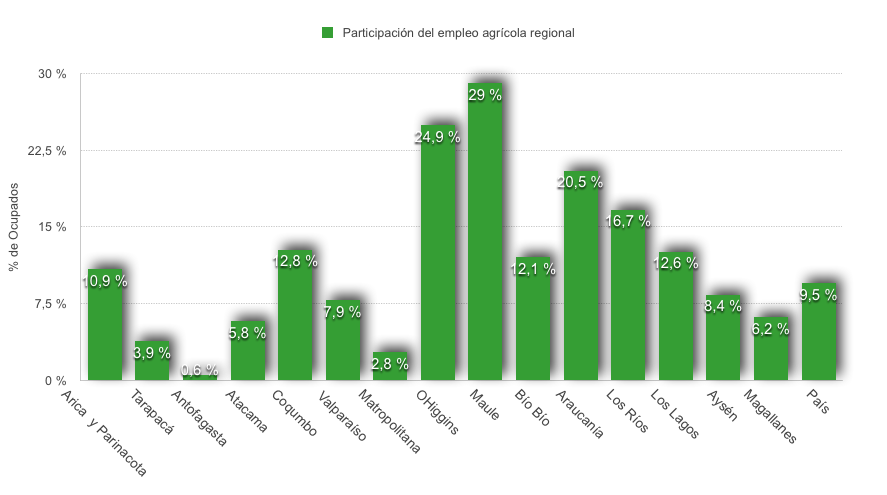 Participación del empleo agrícola regional
% de Ocupados
30 %
22,5 %
15 %
7,5 %
0 %
10,9 %
3,9 %
0,6 %
5,8 %
12,8 %
7,9 %
2,8 %
24,9 %
29 %
12,1 %
20,5 %
16,7 %
12,6 %
8,4 %
6,2 %
9,5 %
Arica y Parinacota
Tarapacá
Antofagasta
Atacama
Coqumbo
Valparaíso
Matropolitana
OHiggins
Maule
Bío Bío
Araucanía
Los Ríos
Los Lagos
Aysén
Magallanes
País